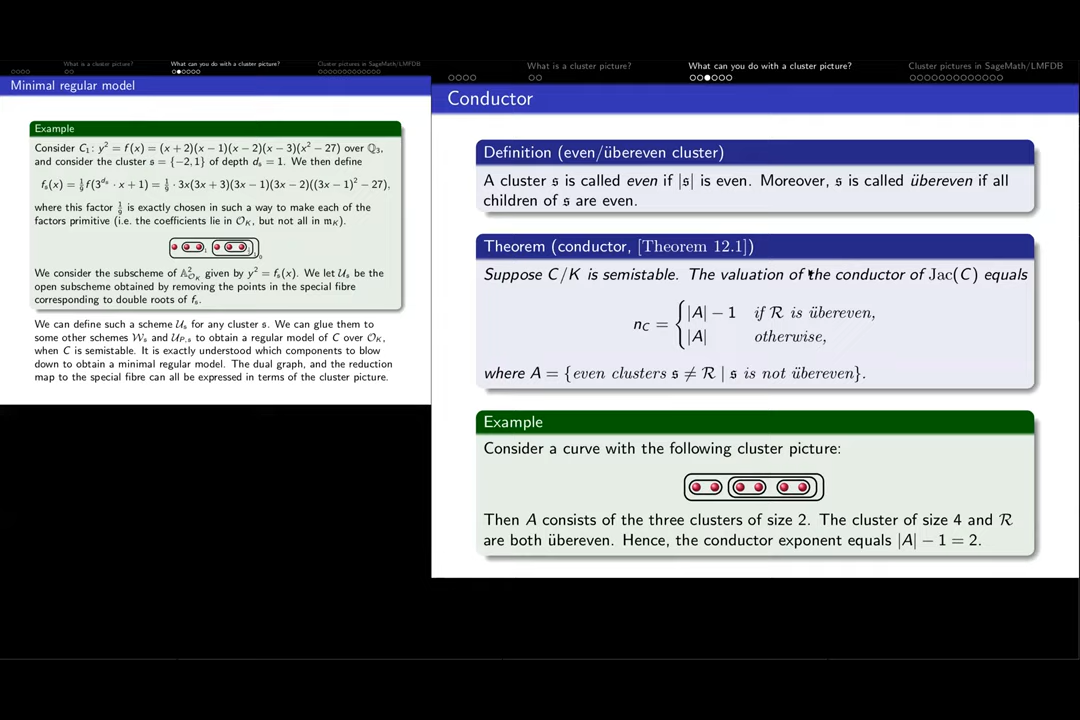 What is a cluster picture?
What can you do with a cluster picture?
Cluster pictures in SageMath/LMFDB
Minimal regular model
Example
Consider C₁: y² = f(x) = (x + 2)(x − 1)(x − 2)(x − 3)(x² − 27) over ℚ₃,
and consider the cluster 𝔰 = {−2, 1} of depth d_𝔰 = 1. We then define
f_𝔰(x) = 1/9 f(3^{d_𝔰} · x + 1) = 1/9 · 3x(3x + 3)(3x − 1)(3x − 2)((3x − 1)² − 27),
where this factor 1/9 is exactly chosen in such a way to make each of the
factors primitive (i.e. the coefficients lie in 𝒪_K, but not all in 𝔪_K).
We consider the subscheme of 𝔸²_{𝒪_K} given by y² = f_𝔰(x). We let 𝒰_𝔰 be the
open subscheme obtained by removing the points in the special fibre
corresponding to double roots of f_𝔰.
We can define such a scheme 𝒰_𝔰 for any cluster 𝔰. We can glue them to
some other schemes 𝒲_𝔰 and 𝒰_{P,𝔰} to obtain a regular model of C over 𝒪_K,
when C is semistable. It is exactly understood which components to blow
down to obtain a minimal regular model. The dual graph, and the reduction
map to the special fibre can all be expressed in terms of the cluster picture.
What is a cluster picture?
What can you do with a cluster picture?
Cluster pictures in SageMath/LMFDB
Conductor
Definition (even/übereven cluster)
A cluster 𝔰 is called even if |𝔰| is even. Moreover, 𝔰 is called übereven if all
children of 𝔰 are even.
Theorem (conductor, [Theorem 12.1])
Suppose C/K is semistable. The valuation of the conductor of Jac(C) equals
n_C = { |A| − 1 if ℛ is übereven,
|A| otherwise,
where A = {even clusters 𝔰 ≠ ℛ | 𝔰 is not übereven}.
Example
Consider a curve with the following cluster picture:
Then A consists of the three clusters of size 2. The cluster of size 4 and ℛ
are both übereven. Hence, the conductor exponent equals |A| − 1 = 2.